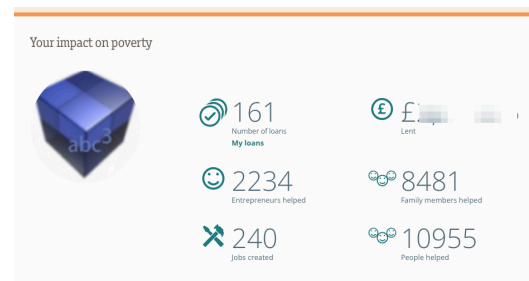 Your impact on poverty
abc3
161
Number of loans
My loans
£
Lent
2234
Entrepreneurs helped
8481
Family members helped
240
Jobs created
10955
People helped